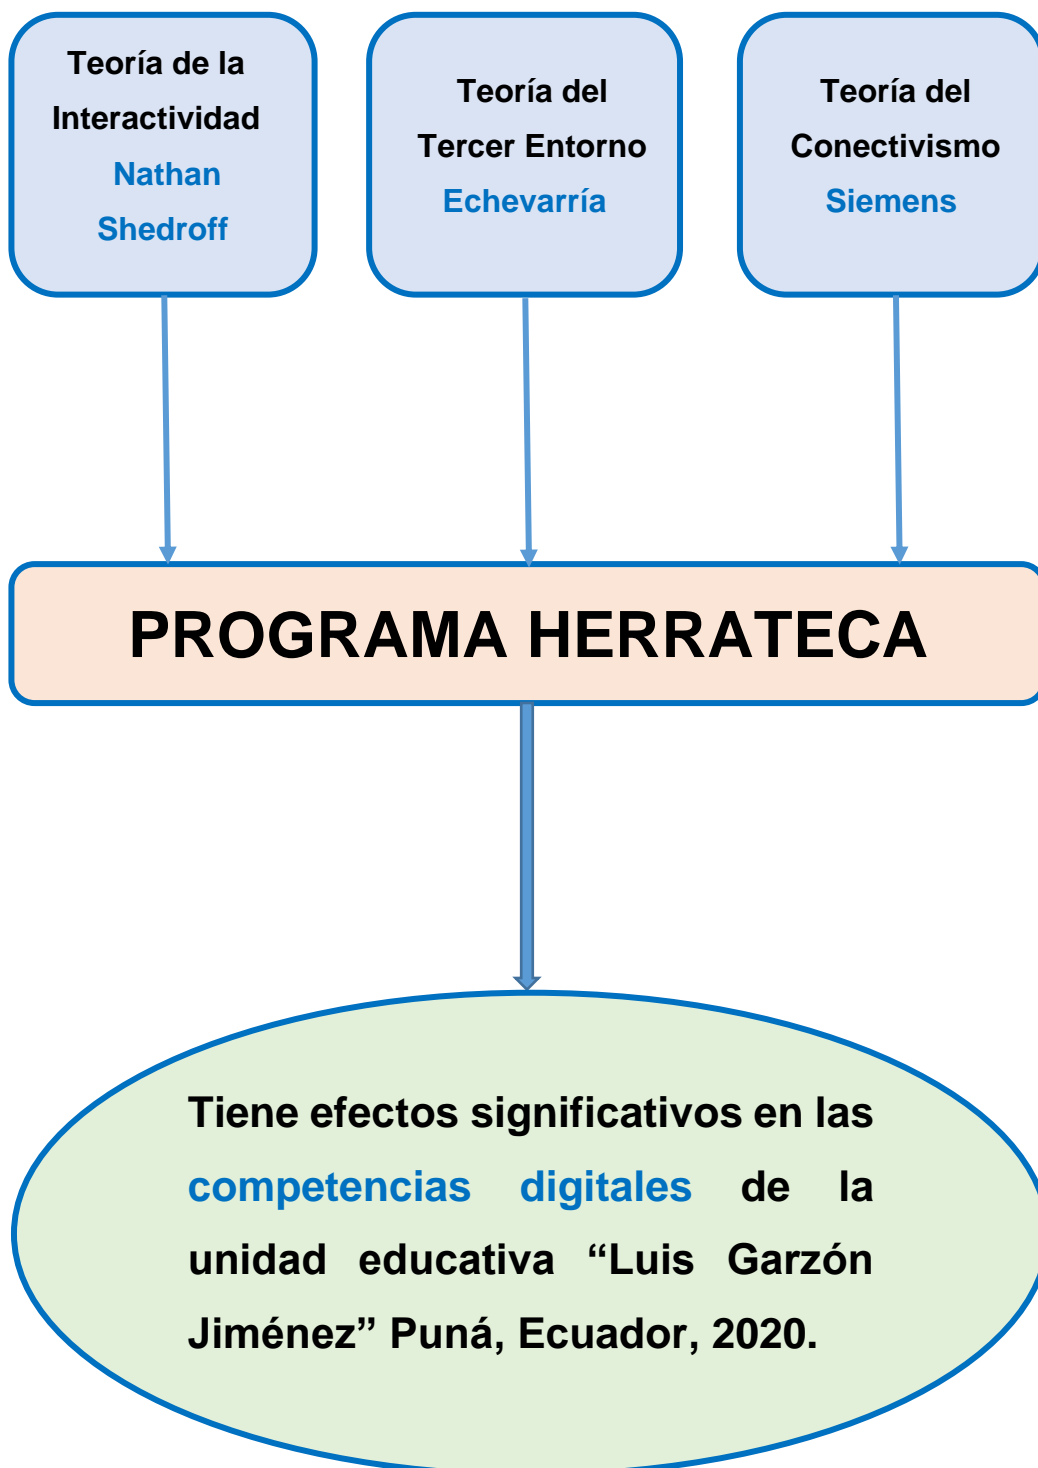 Teoría de la
Interactividad
Nathan
Shedroff
Teoría del
Tercer Entorno
Echevarría
Teoría del
Conectivismo
Siemens
PROGRAMA HERRATECA
Tiene efectos significativos en las
competencias digitales de la
unidad educativa “Luis Garzón
Jiménez” Puná, Ecuador, 2020.